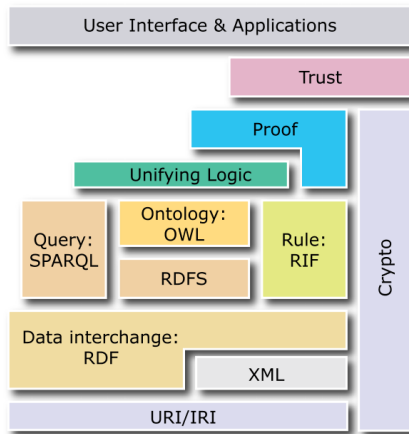 User Interface & Applications
Trust
Proof
Unifying Logic
Query:
SPARQL
Ontology:
OWL
RDFS
Rule:
RIF
Crypto
Data interchange:
RDF
XML
URI/IRI